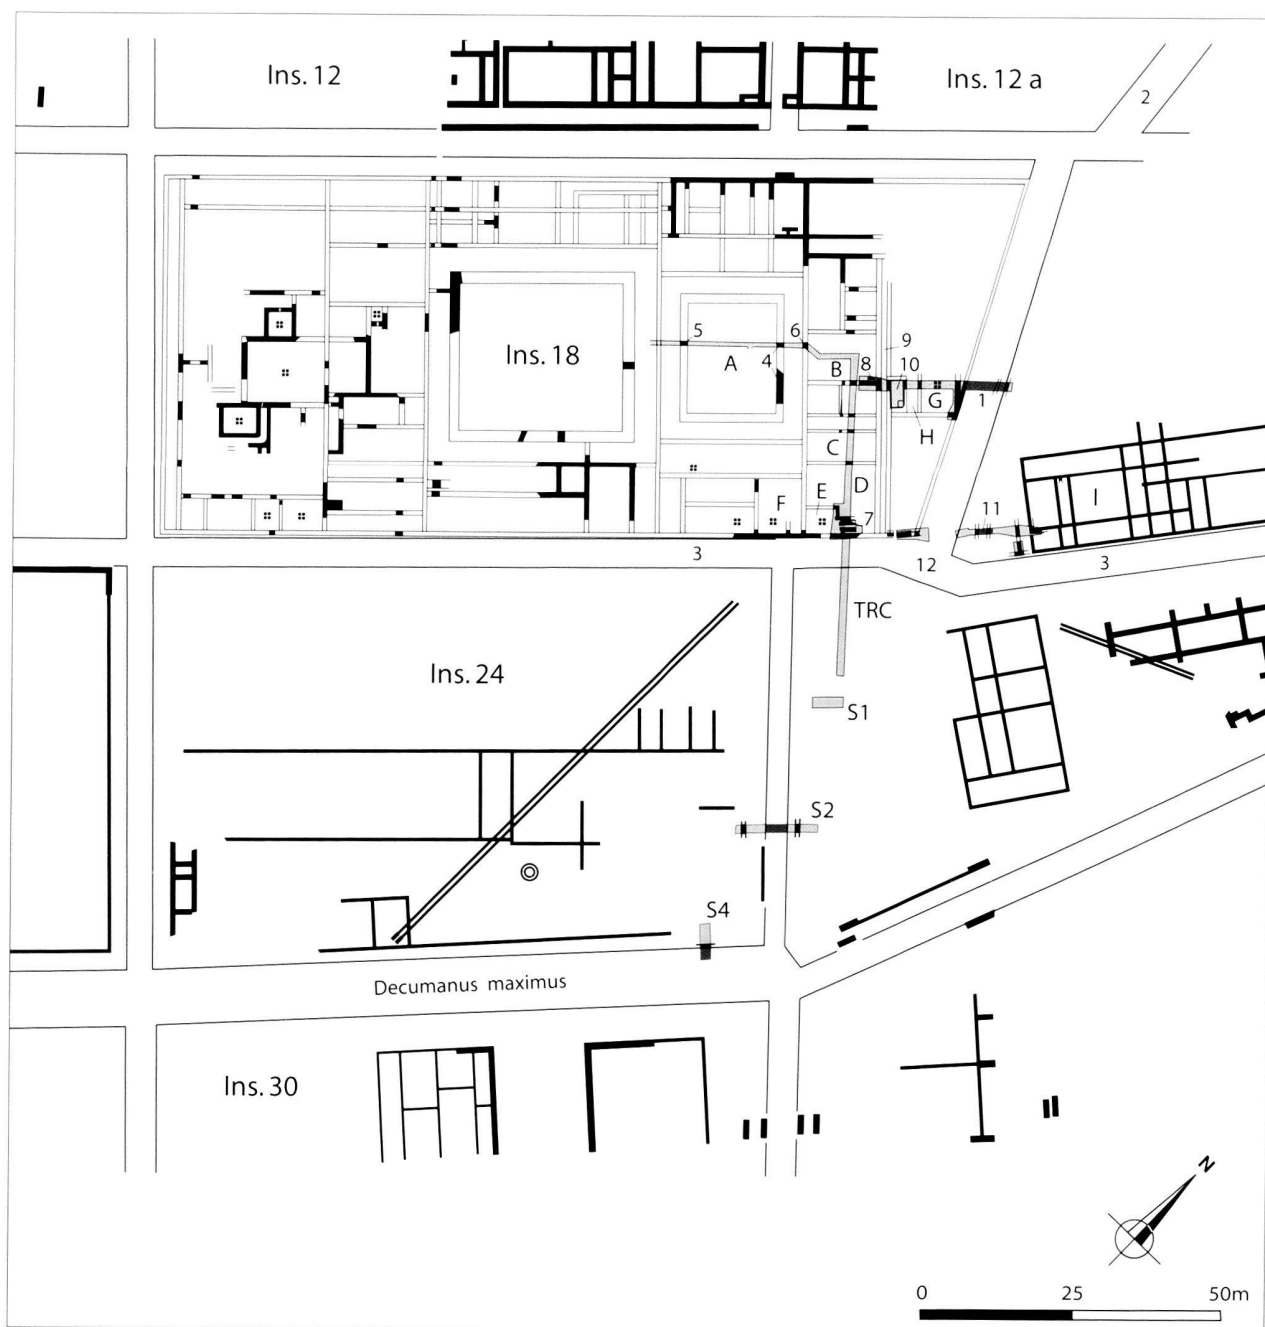 Ins. 12
Ins. 12 a
2
5
6
9
4
8
10
Ins. 18
A
B
G
1
H
C
D
E
F
7
I
11
3
12
3
TRC
Ins. 24
S1
S2
S4
Decumanus maximus
Ins. 30
N
0 25 50m